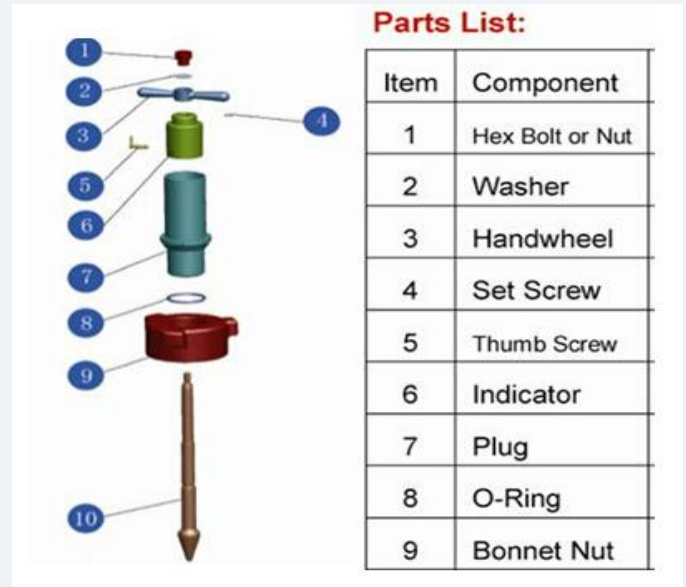 Parts List:
Item Component
1 Hex Bolt or Nut
2 Washer
3 Handwheel
4 Set Screw
5 Thumb Screw
6 Indicator
7 Plug
8 O-Ring
9 Bonnet Nut
1
2
3
4
5
6
7
8
9
10